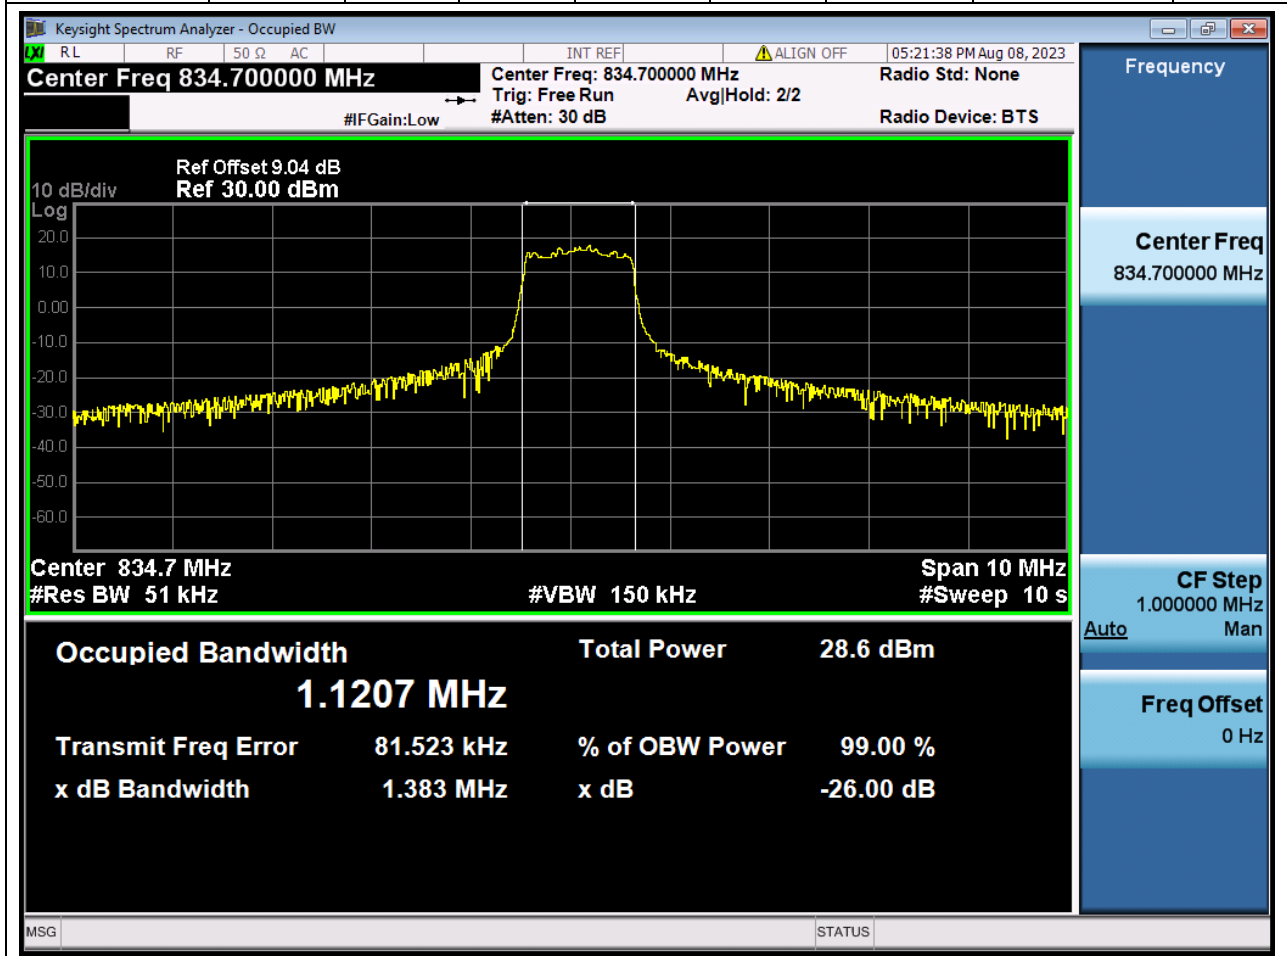 Keysight Spectrum Analyzer - Occupied BW
LXI RL RF 50 Ω AC INT REF ALIGN OFF 05:21:38 PM Aug 08, 2023
Center Freq 834.700000 MHz
Center Freq: 834.700000 MHz
Radio Std: None
Trig: Free Run Avg|Hold: 2/2
#IFGain:Low
#Atten: 30 dB
Radio Device: BTS
Ref Offset 9.04 dB
10 dB/div Ref 30.00 dBm
Log
20.0
10.0
0.00
-10.0
-20.0
-30.0
-40.0
-50.0
-60.0
Center 834.7 MHz Span 10 MHz
#Res BW 51 kHz #VBW 150 kHz #Sweep 10 s
Occupied Bandwidth Total Power 28.6 dBm
1.1207 MHz
Transmit Freq Error 81.523 kHz % of OBW Power 99.00 %
x dB Bandwidth 1.383 MHz x dB -26.00 dB
Frequency
Center Freq
834.700000 MHz
CF Step
1.000000 MHz
Auto Man
Freq Offset
0 Hz
MSG STATUS